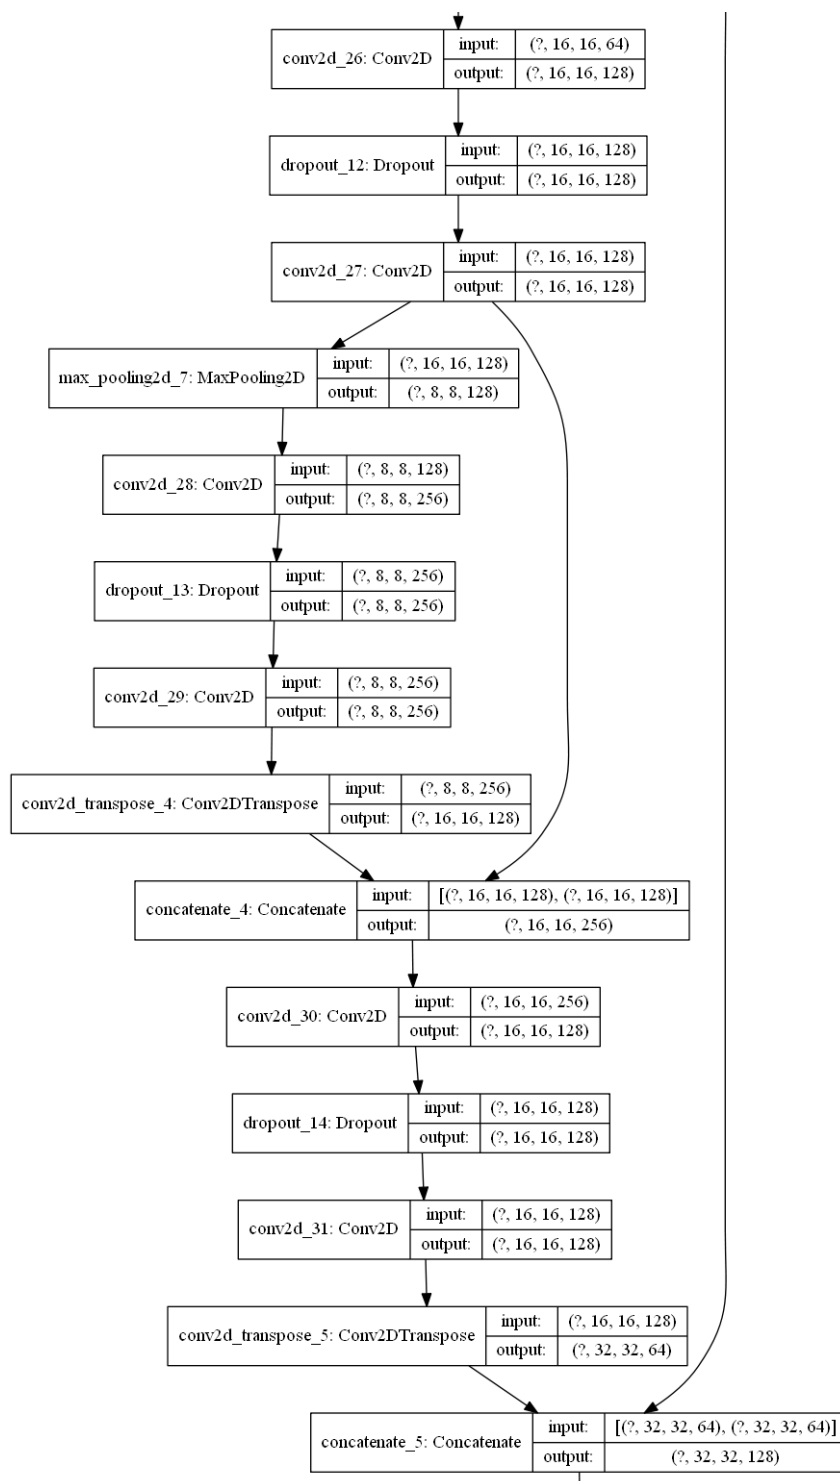 conv2d_26: Conv2D
input: (?, 16, 16, 64)
output: (?, 16, 16, 128)
dropout_12: Dropout
input: (?, 16, 16, 128)
output: (?, 16, 16, 128)
conv2d_27: Conv2D
input: (?, 16, 16, 128)
output: (?, 16, 16, 128)
max_pooling2d_7: MaxPooling2D
input: (?, 16, 16, 128)
output: (?, 8, 8, 128)
conv2d_28: Conv2D
input: (?, 8, 8, 128)
output: (?, 8, 8, 256)
dropout_13: Dropout
input: (?, 8, 8, 256)
output: (?, 8, 8, 256)
conv2d_29: Conv2D
input: (?, 8, 8, 256)
output: (?, 8, 8, 256)
conv2d_transpose_4: Conv2DTranspose
input: (?, 8, 8, 256)
output: (?, 16, 16, 128)
concatenate_4: Concatenate
input: [(?, 16, 16, 128), (?, 16, 16, 128)]
output: (?, 16, 16, 256)
conv2d_30: Conv2D
input: (?, 16, 16, 256)
output: (?, 16, 16, 128)
dropout_14: Dropout
input: (?, 16, 16, 128)
output: (?, 16, 16, 128)
conv2d_31: Conv2D
input: (?, 16, 16, 128)
output: (?, 16, 16, 128)
conv2d_transpose_5: Conv2DTranspose
input: (?, 16, 16, 128)
output: (?, 32, 32, 64)
concatenate_5: Concatenate
input: [(?, 32, 32, 64), (?, 32, 32, 64)]
output: (?, 32, 32, 128)